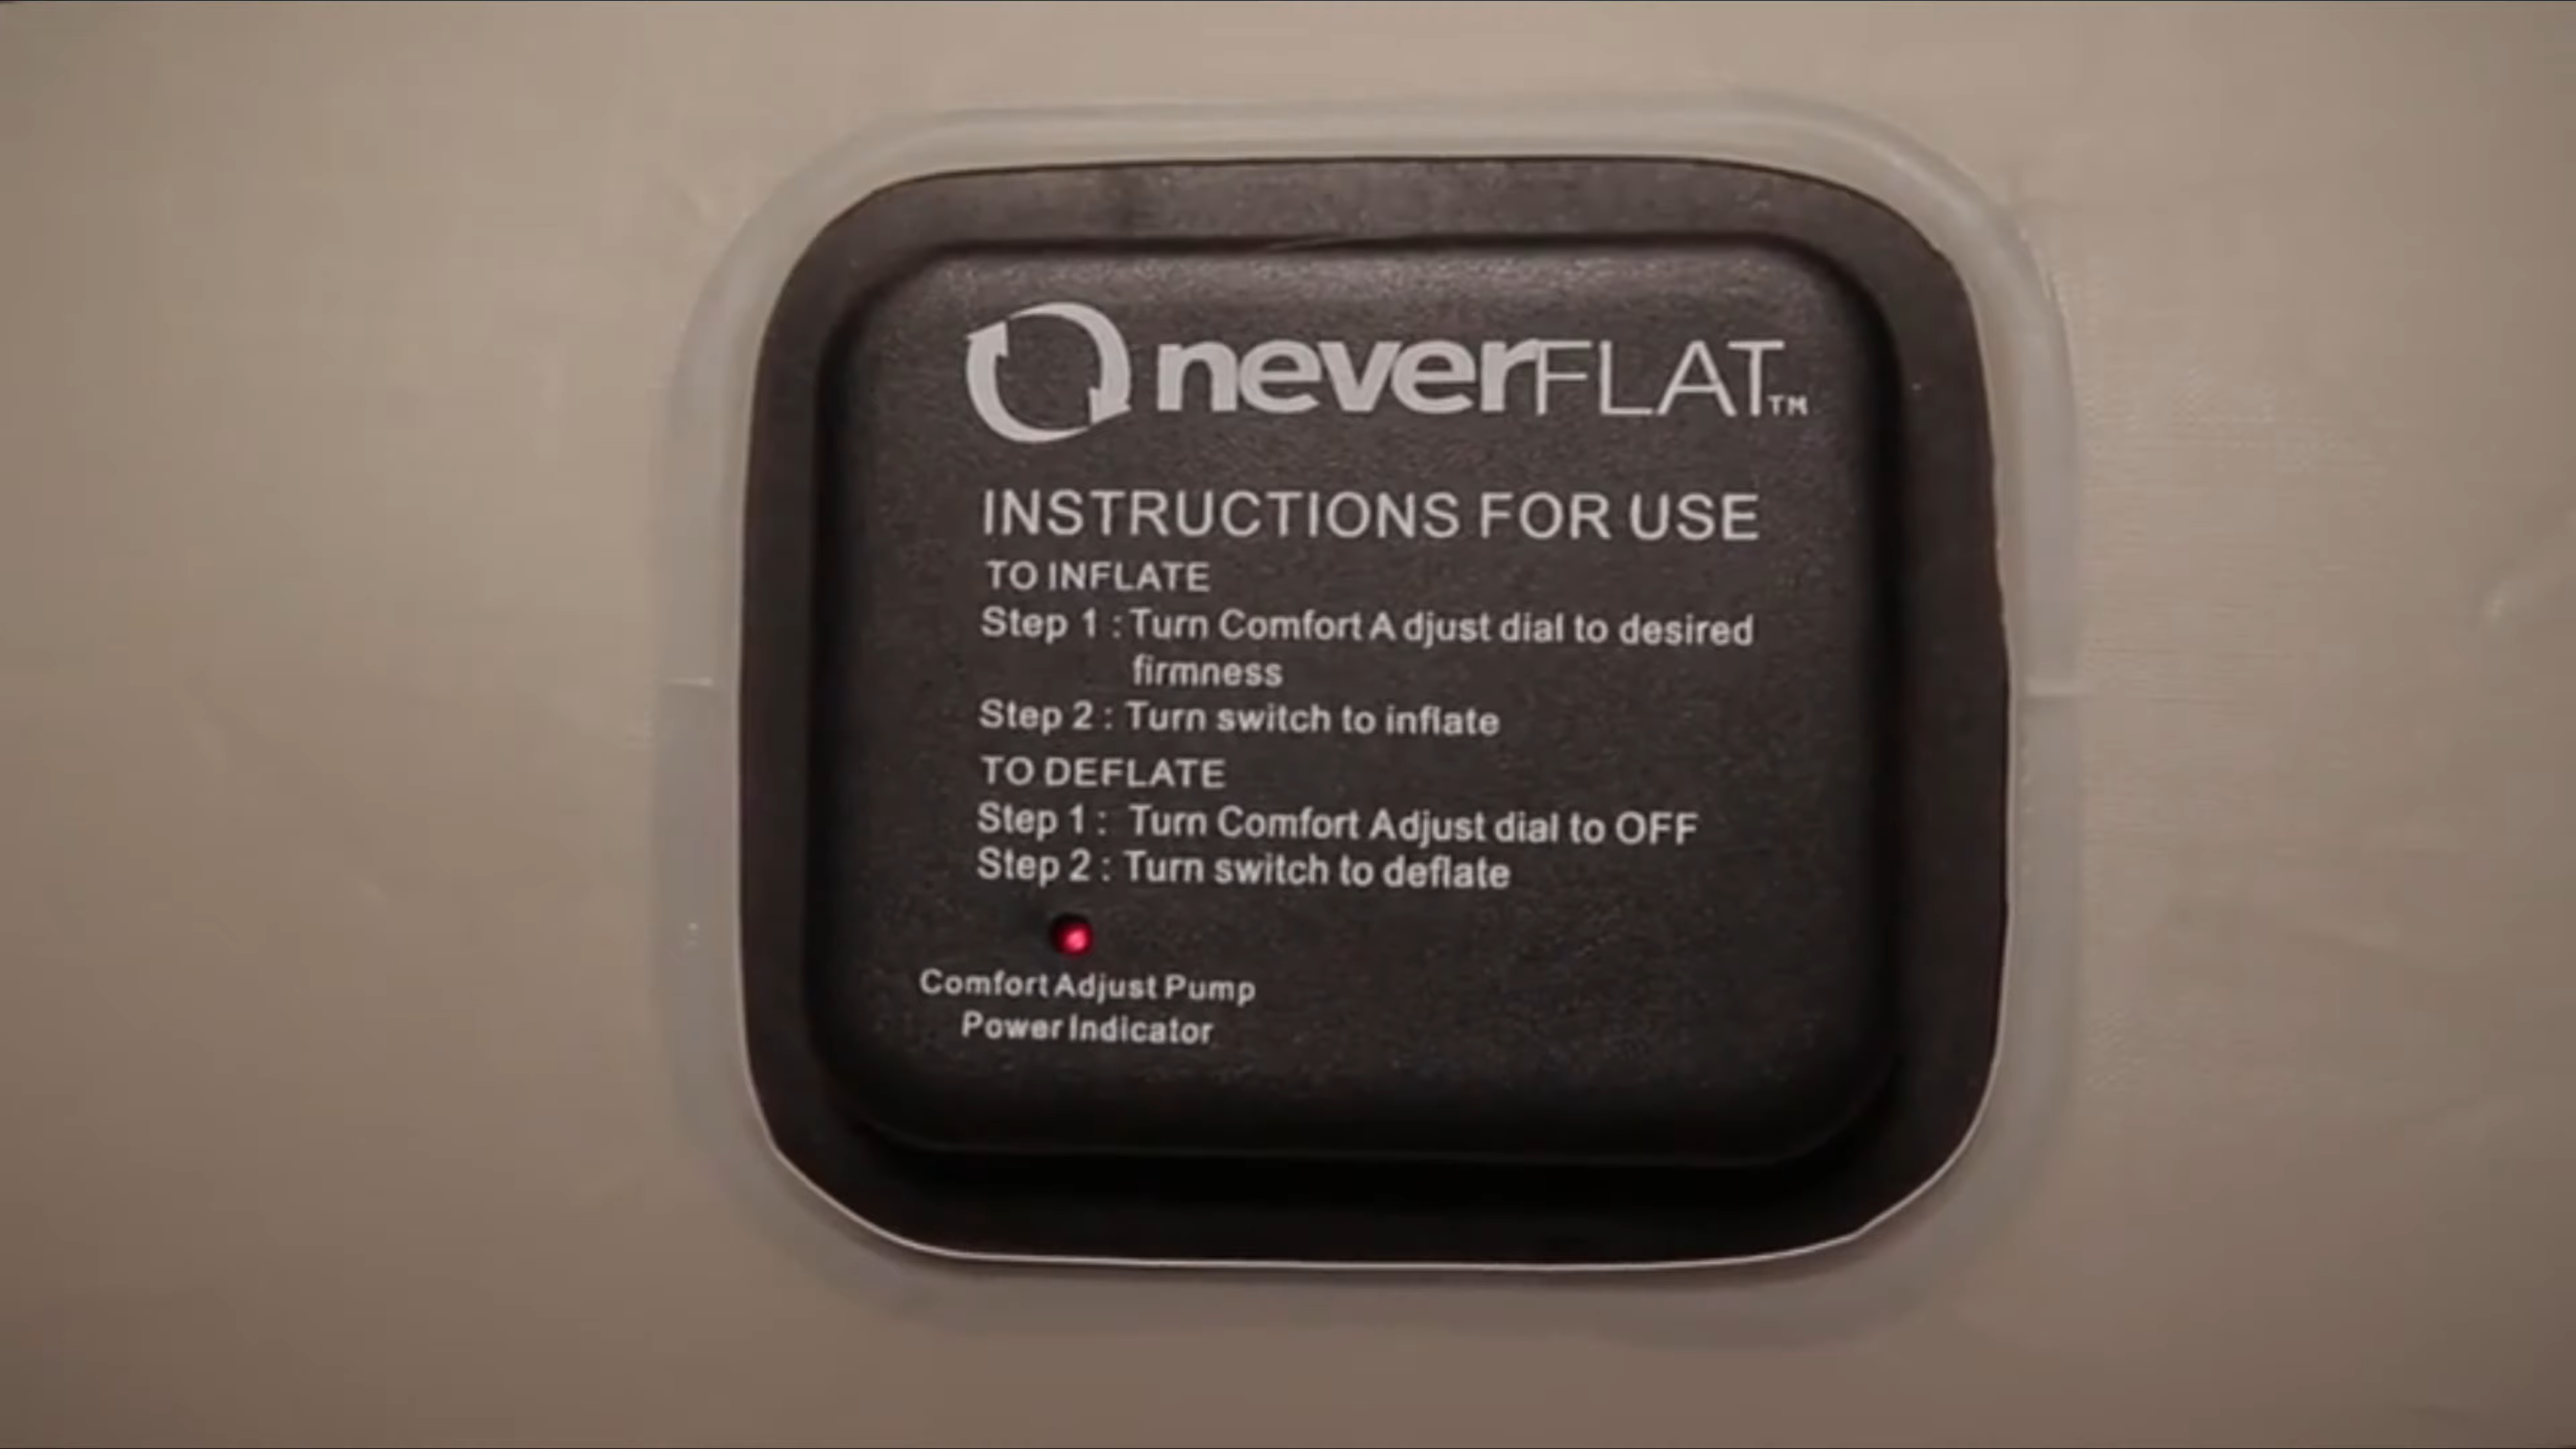 neverFLAT™
INSTRUCTIONS FOR USE
TO INFLATE
Step 1 : Turn Comfort Adjust dial to desired
firmness
Step 2 : Turn switch to inflate
TO DEFLATE
Step 1 : Turn Comfort Adjust dial to OFF
Step 2 : Turn switch to deflate
Comfort Adjust Pump
Power Indicator